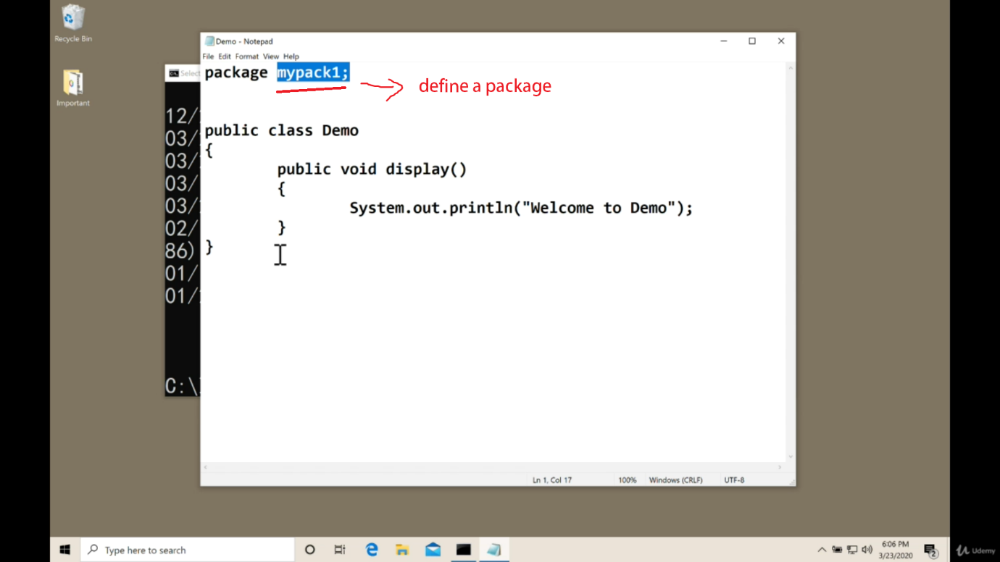 Recycle Bin
Important
Demo - Notepad
File Edit Format View Help
Select
package mypack1;
define a package
public class Demo
{
public void display()
{
System.out.println("Welcome to Demo");
}
}
12/
03/
03/
03/
03/
02/
86)
01/
01/
C:\
Ln 1, Col 17
100%
Windows (CRLF)
UTF-8
Type here to search
6:06 PM
3/23/2020
2
Udemy